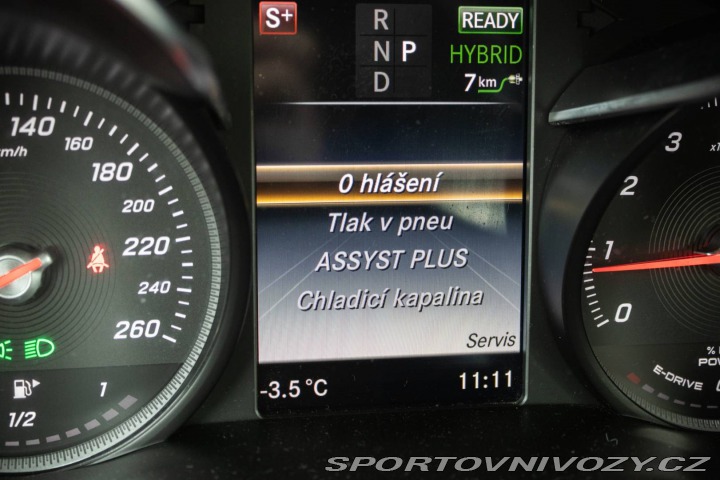 S+
R
N P
D
READY
HYBRID
7 km
140
km/h
160
180
200
220
240
260
1/2
1
0 hlášení
Tlak v pneu
ASSYST PLUS
Chladicí kapalina
Servis
-3.5 °C
11:11
3
2
1
0
E-DRIVE
SPORTOVNIVOZY.CZ